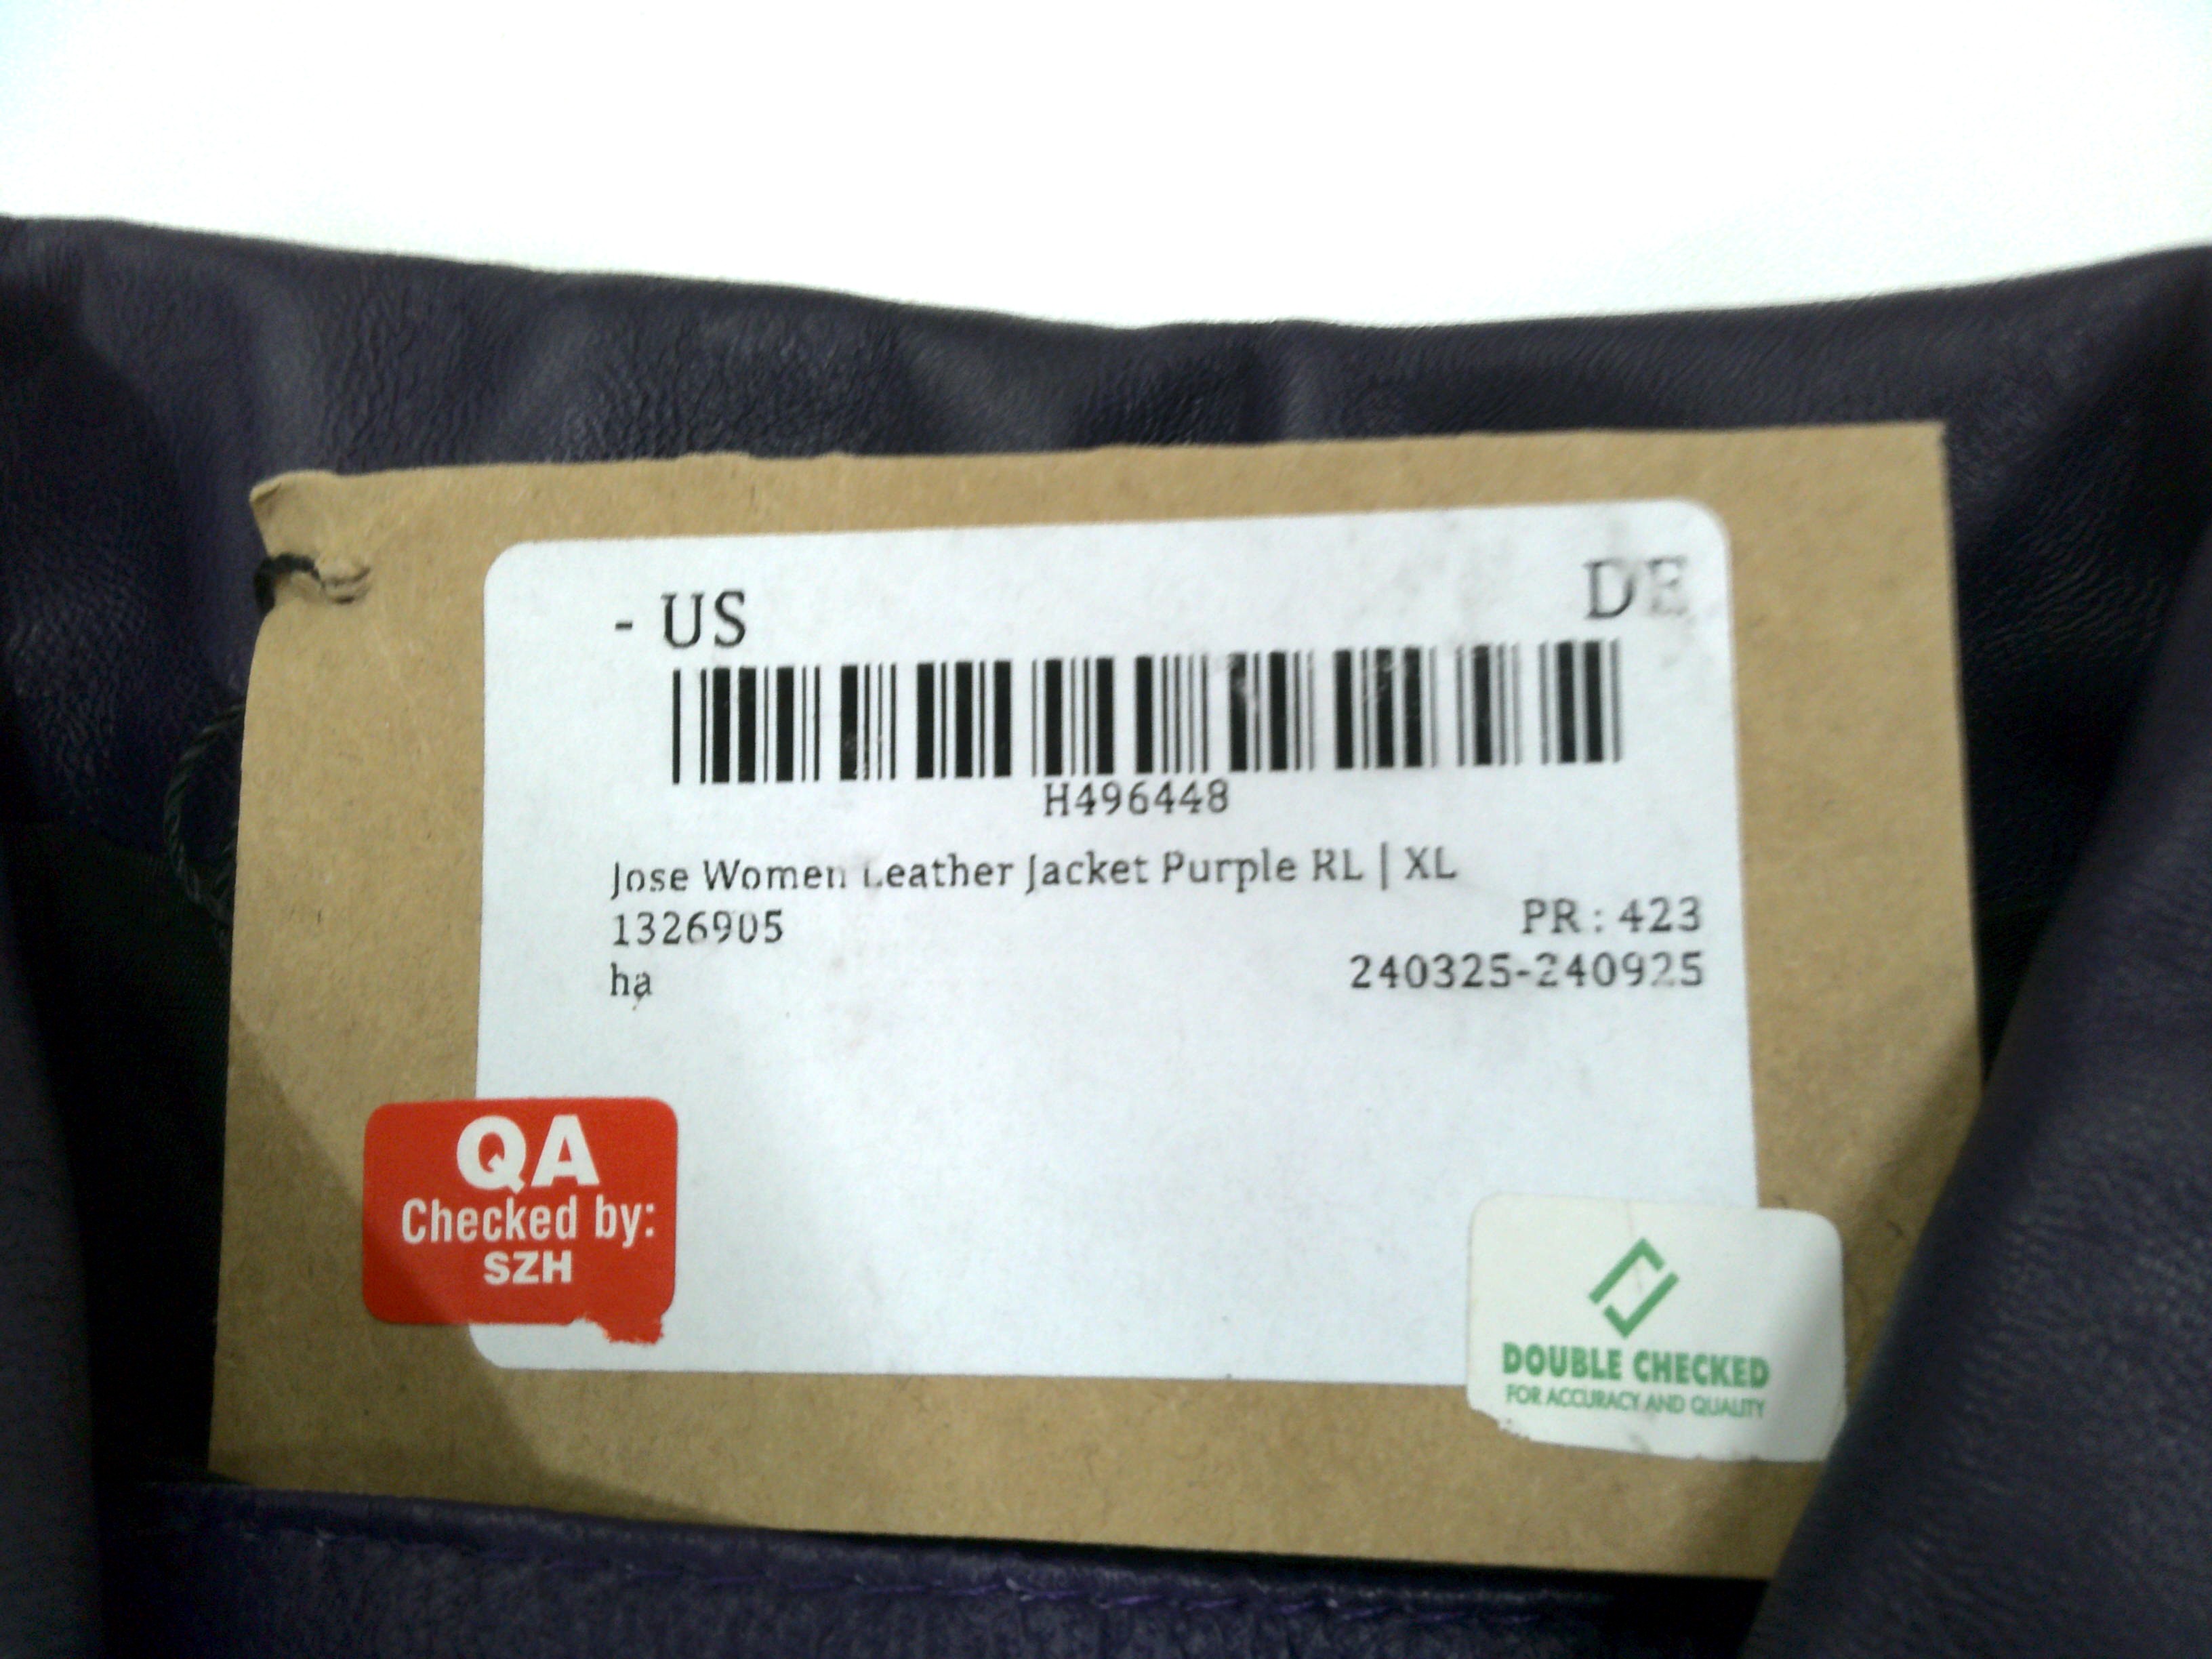 - US DE
H496448
Jose Women Leather Jacket Purple RL | XL
1326905 PR : 423
ha 240325-240925
QA
Checked by:
SZH
DOUBLE CHECKED
FOR ACCURACY AND QUALITY